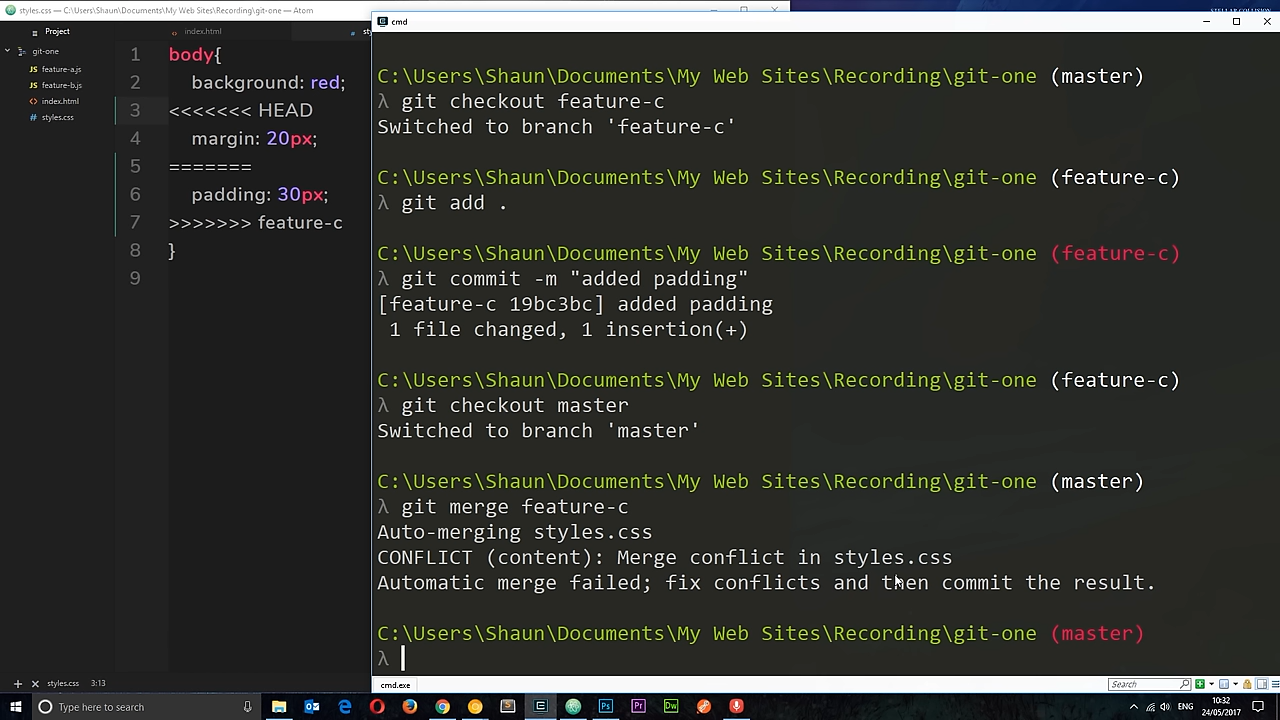 styles.css — C:\Users\Shaun\Documents\My Web Sites\Recording\git-one — Atom
Project
git-one
feature-a.js
feature-b.js
index.html
styles.css
index.html
1 body{
2 background: red;
3 <<<<<<< HEAD
4 margin: 20px;
5 =======
6 padding: 30px;
7 >>>>>>> feature-c
8 }
9
styles.css 3:13
cmd
C:\Users\Shaun\Documents\My Web Sites\Recording\git-one (master)
λ git checkout feature-c
Switched to branch 'feature-c'
C:\Users\Shaun\Documents\My Web Sites\Recording\git-one (feature-c)
λ git add .
C:\Users\Shaun\Documents\My Web Sites\Recording\git-one (feature-c)
λ git commit -m "added padding"
[feature-c 19bc3bc] added padding
1 file changed, 1 insertion(+)
C:\Users\Shaun\Documents\My Web Sites\Recording\git-one (feature-c)
λ git checkout master
Switched to branch 'master'
C:\Users\Shaun\Documents\My Web Sites\Recording\git-one (master)
λ git merge feature-c
Auto-merging styles.css
CONFLICT (content): Merge conflict in styles.css
Automatic merge failed; fix conflicts and then commit the result.
C:\Users\Shaun\Documents\My Web Sites\Recording\git-one (master)
λ
cmd.exe
Search
Type here to search
ENG
10:32
24/05/2017